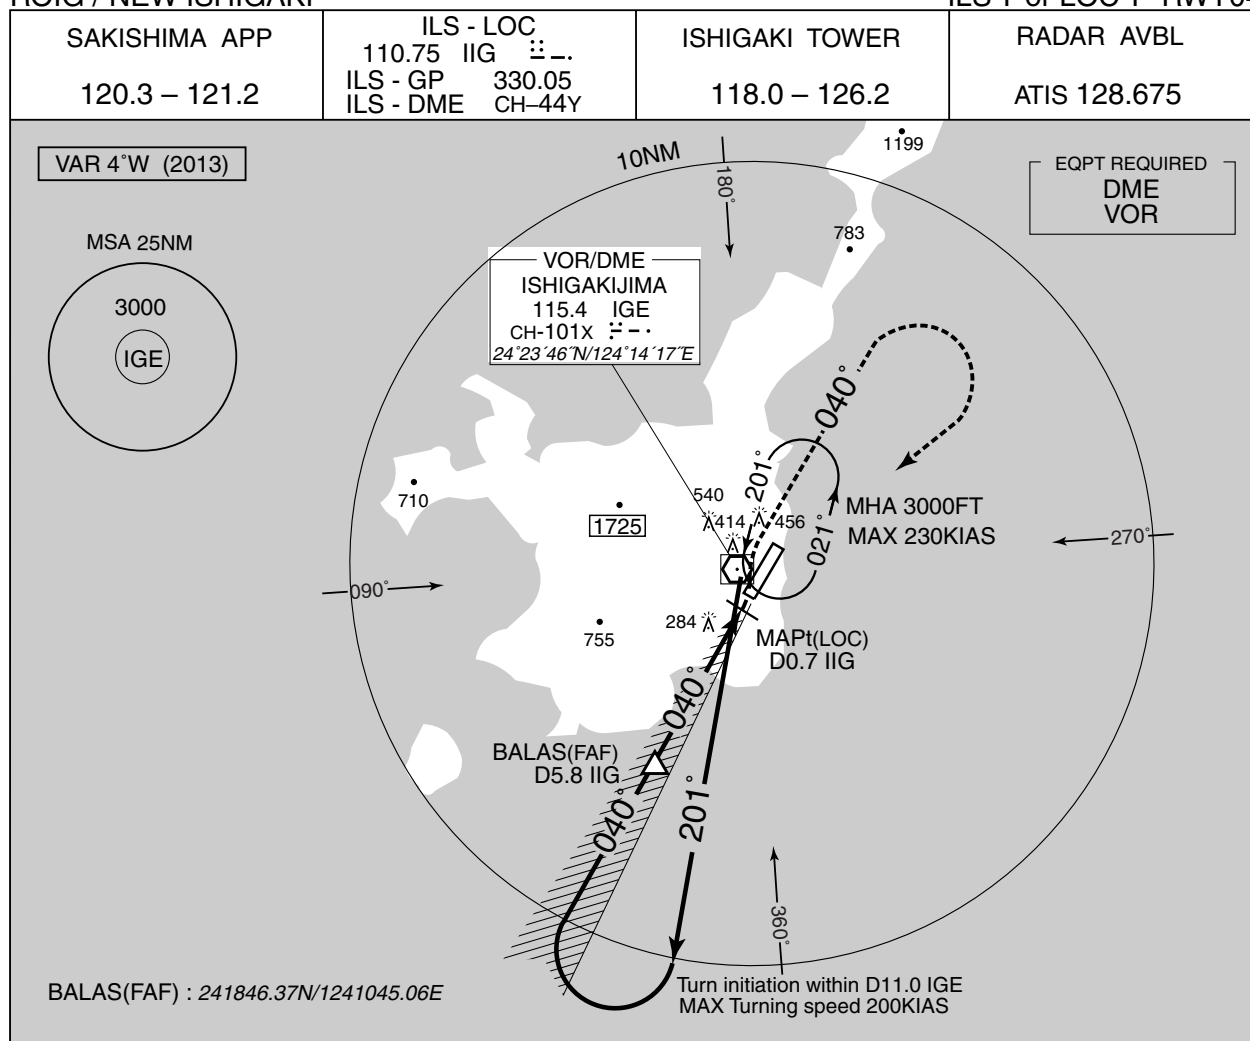 SAKISHIMA APP
120.3 – 121.2
ILS - LOC
110.75 IIG
ILS - GP 330.05
ILS - DME CH–44Y
ISHIGAKI TOWER
118.0 – 126.2
RADAR AVBL
ATIS 128.675
VAR 4°W (2013)
MSA 25NM
3000
IGE
10NM
180°
1199
783
EQPT REQUIRED
DME
VOR
VOR/DME
ISHIGAKIJIMA
115.4 IGE
CH-101X
24°23´46˝N/124°14´17˝E
040°
201°
021°
MHA 3000FT
MAX 230KIAS
710
1725
540
414
456
270°
090°
755
284
MAPt(LOC)
D0.7 IIG
040°
BALAS(FAF)
D5.8 IIG
040°
201°
360°
Turn initiation within D11.0 IGE
MAX Turning speed 200KIAS
BALAS(FAF) : 241846.37N/1241045.06E